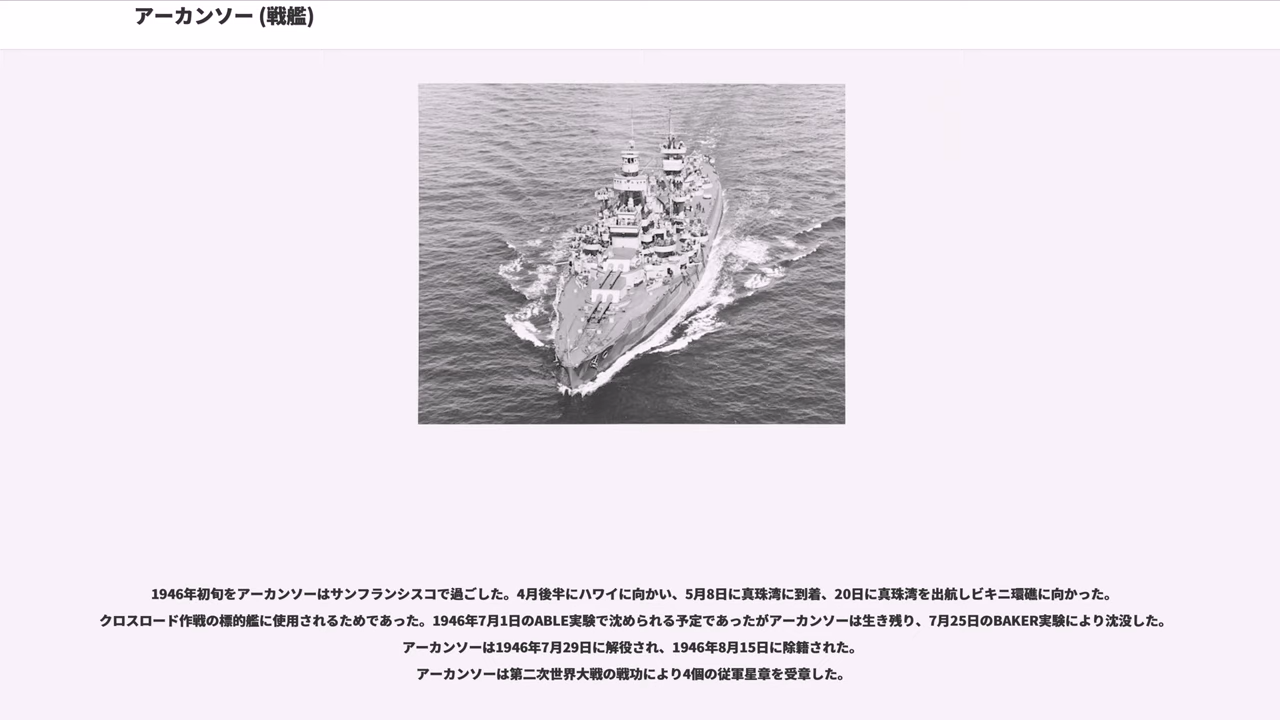 アーカンソー (戦艦)
1946年初旬をアーカンソーはサンフランシスコで過ごした。4月後半にハワイに向かい、5月8日に真珠湾に到着、20日に真珠湾を出航しビキニ環礁に向かった。
クロスロード作戦の標的艦に使用されるためであった。1946年7月1日のABLE実験で沈められる予定であったがアーカンソーは生き残り、7月25日のBAKER実験により沈没した。
アーカンソーは1946年7月29日に解役され、1946年8月15日に除籍された。
アーカンソーは第二次世界大戦の戦功により4個の従軍星章を受章した。